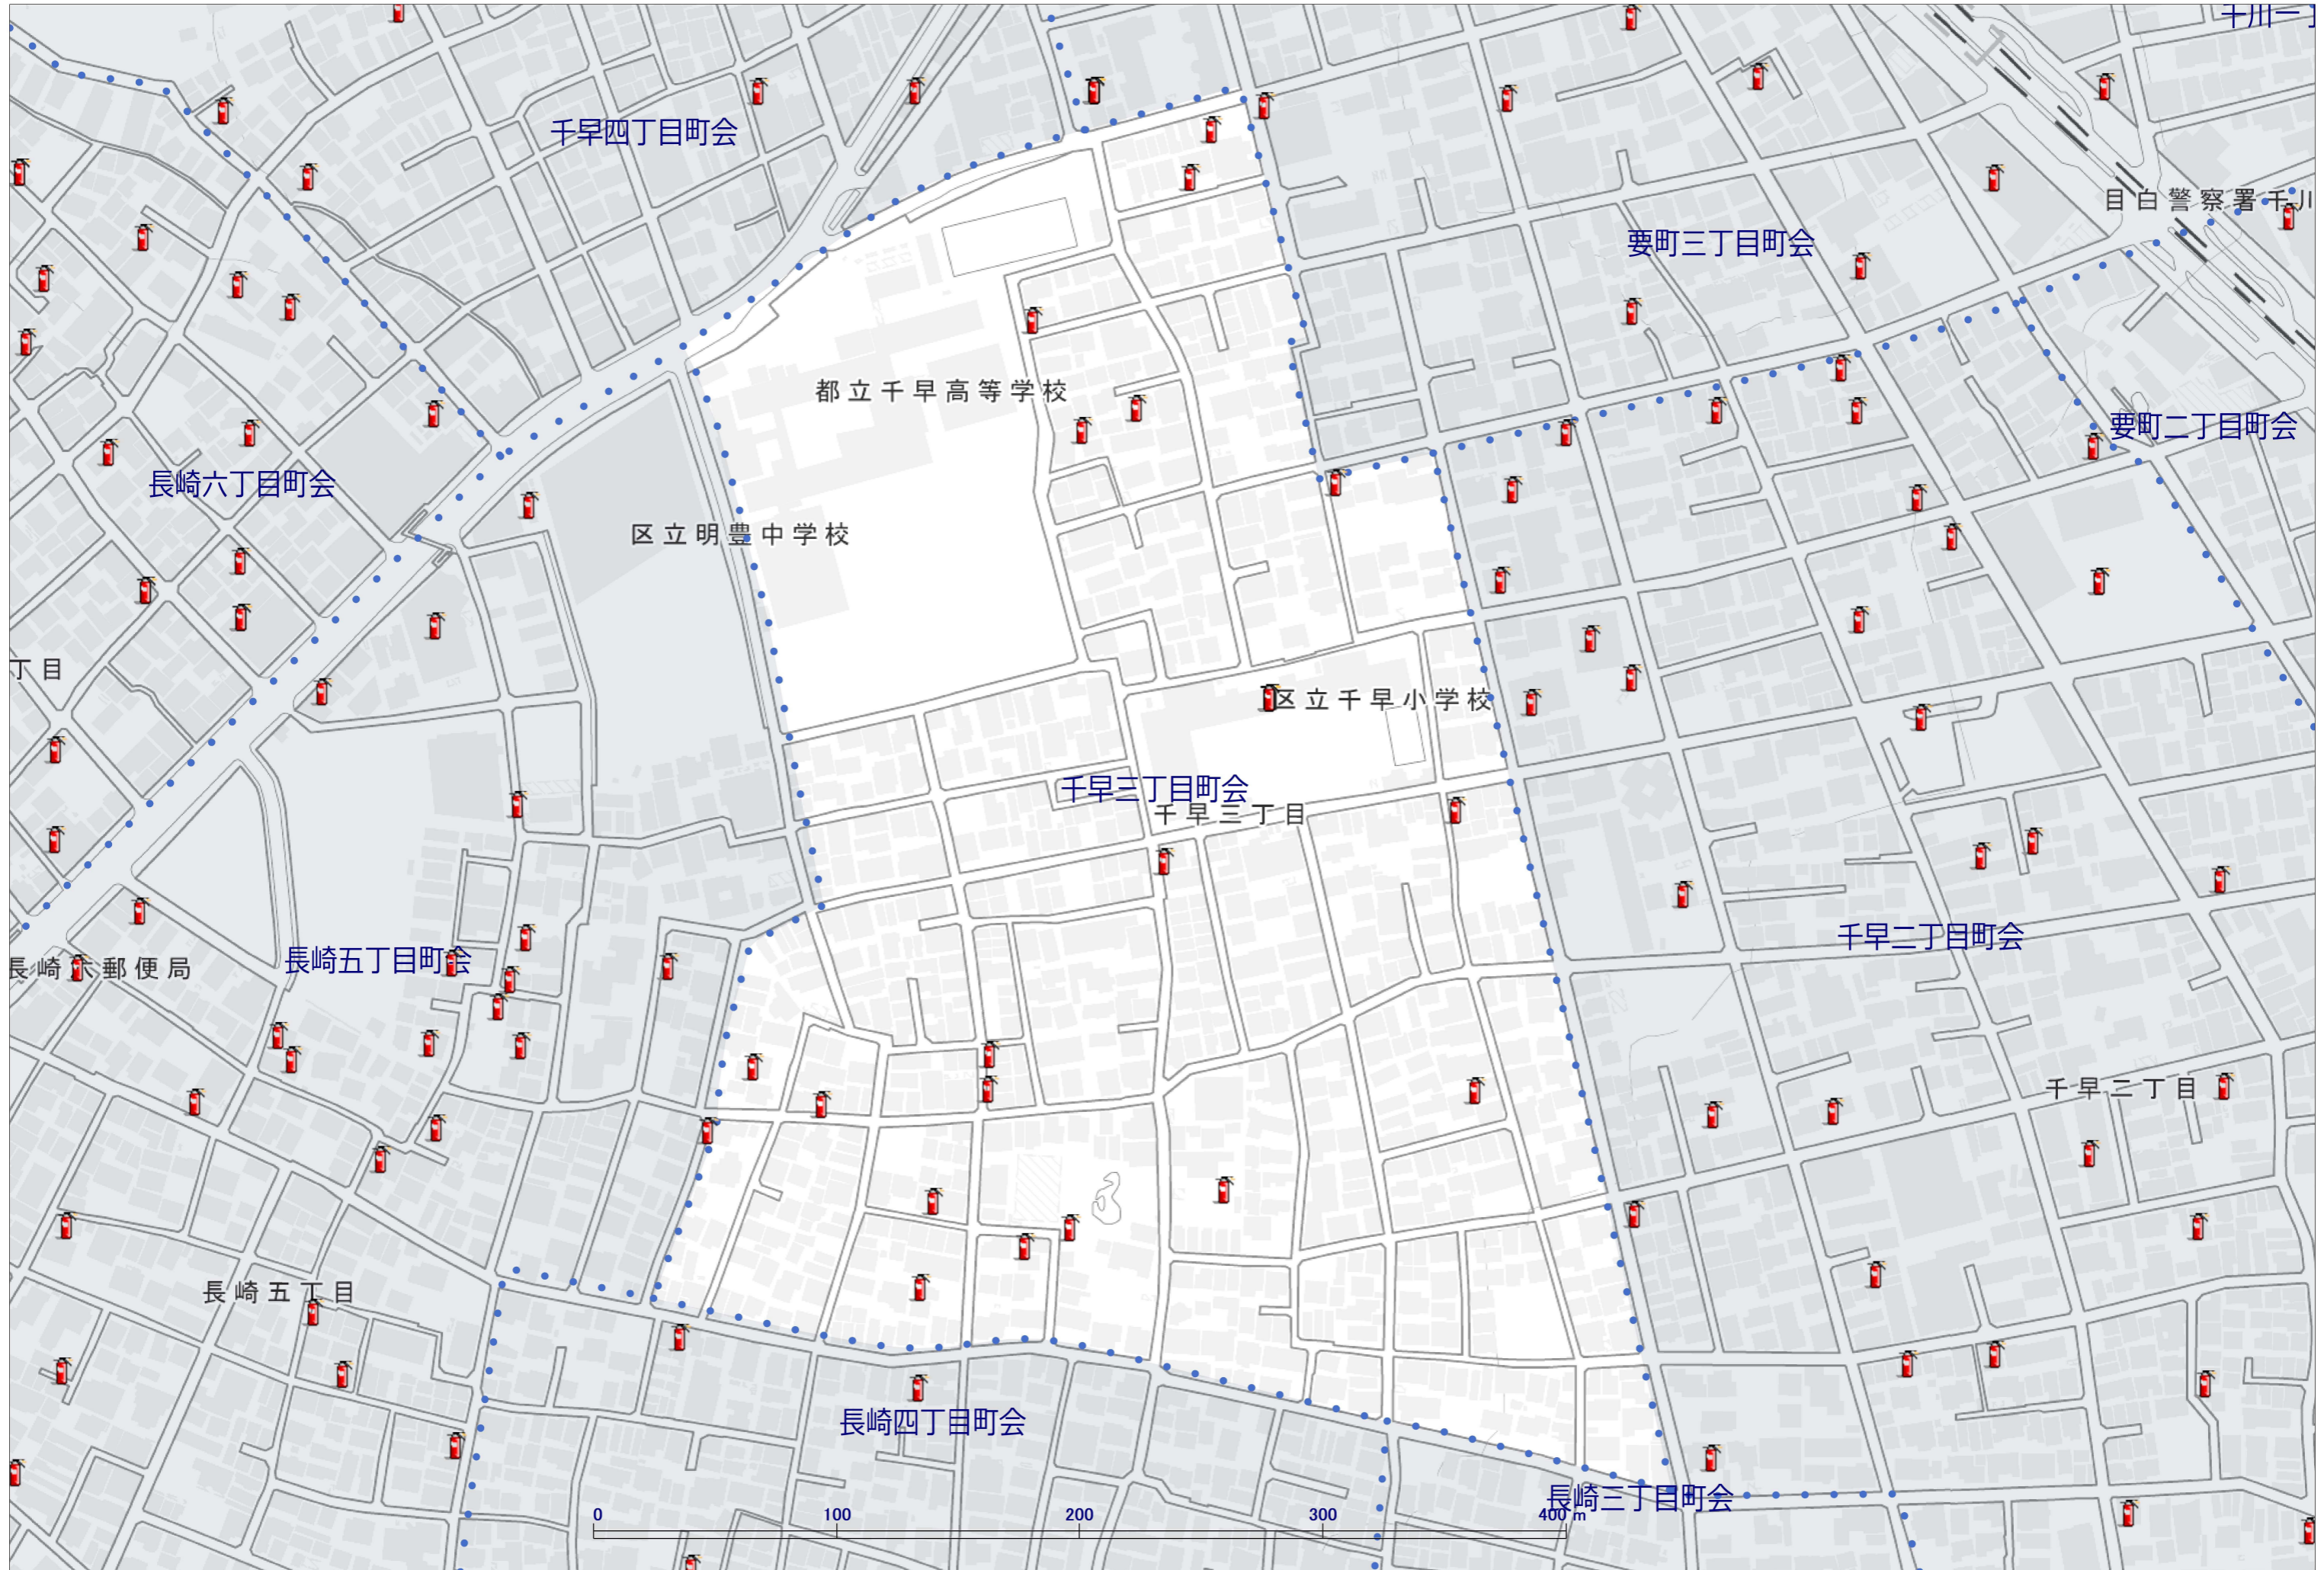 千早四丁目町会
目白警察署千川
要町三丁目町会
都立千早高等学校
要町二丁目町会
長崎六丁目町会
区立明豊中学校
丁目
区立千早小学校
千早三丁目町会
千早三丁目
千早二丁目町会
長崎五丁目町会
長崎六郵便局
千早二丁目
長崎五丁目
長崎四丁目町会
長崎三丁目町会
0 100 200 300 400 m